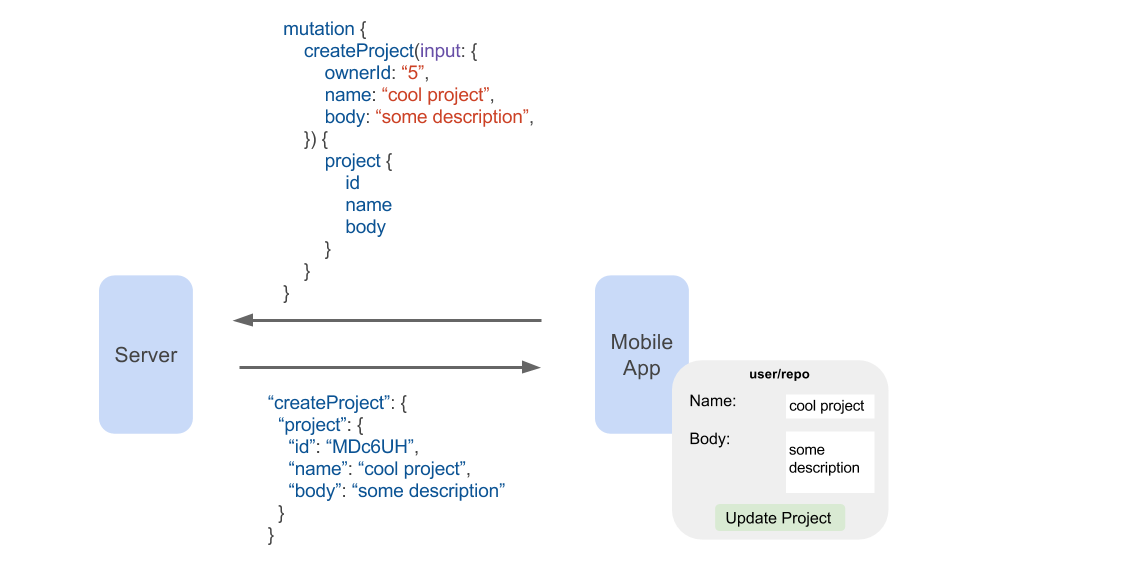 mutation {
createProject(input: {
ownerId: “5”,
name: “cool project”,
body: “some description”,
}) {
project {
id
name
body
}
}
}
Server
Mobile
App
“createProject”: {
“project”: {
“id”: “MDc6UH”,
“name”: “cool project”,
“body”: “some description”
}
}
user/repo
Name:
cool project
Body:
some
description
Update Project